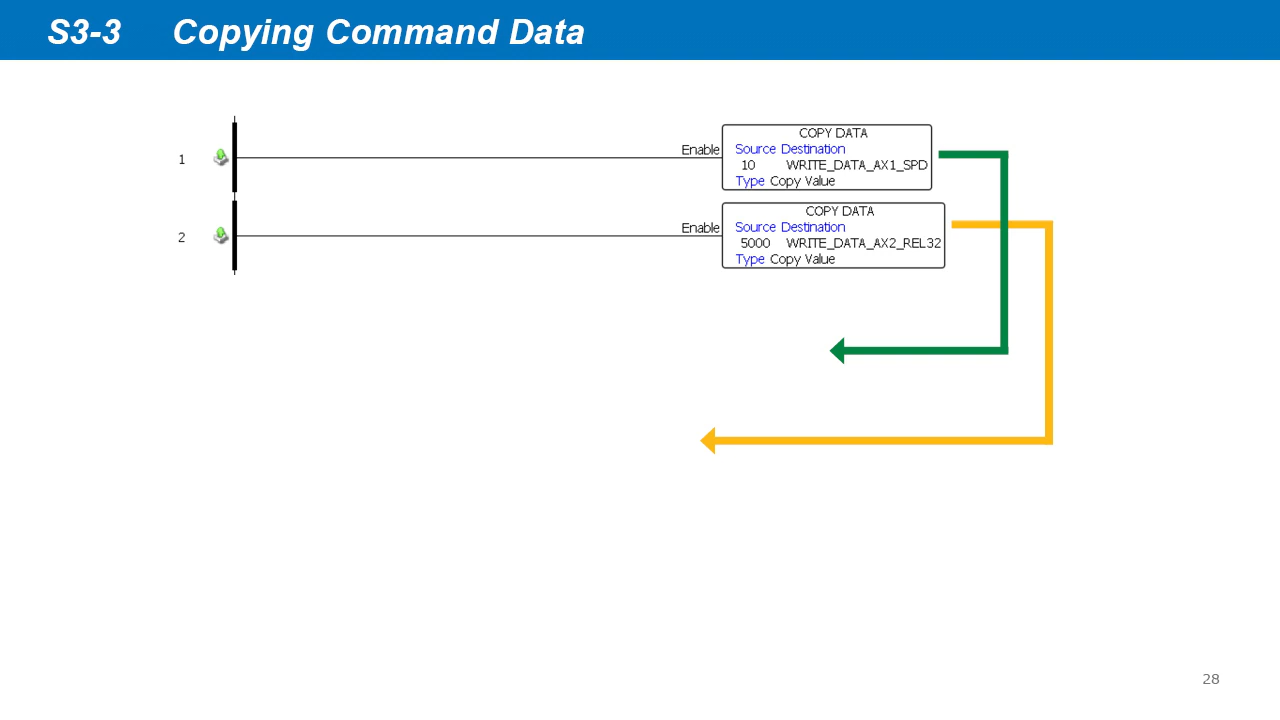 S3-3 Copying Command Data
1
Enable
COPY DATA
Source Destination
10 WRITE_DATA_AX1_SPD
Type Copy Value
2
Enable
COPY DATA
Source Destination
5000 WRITE_DATA_AX2_REL32
Type Copy Value
28